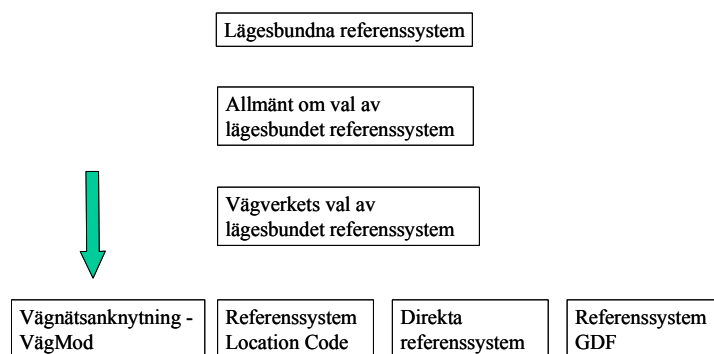 Lägesbundna referenssystem
Allmänt om val av
lägesbundet referenssystem
Vägverkets val av
lägesbundet referenssystem
Vägnätsanknytning -
VägMod
Referenssystem
Location Code
Direkta
referenssystem
Referenssystem
GDF